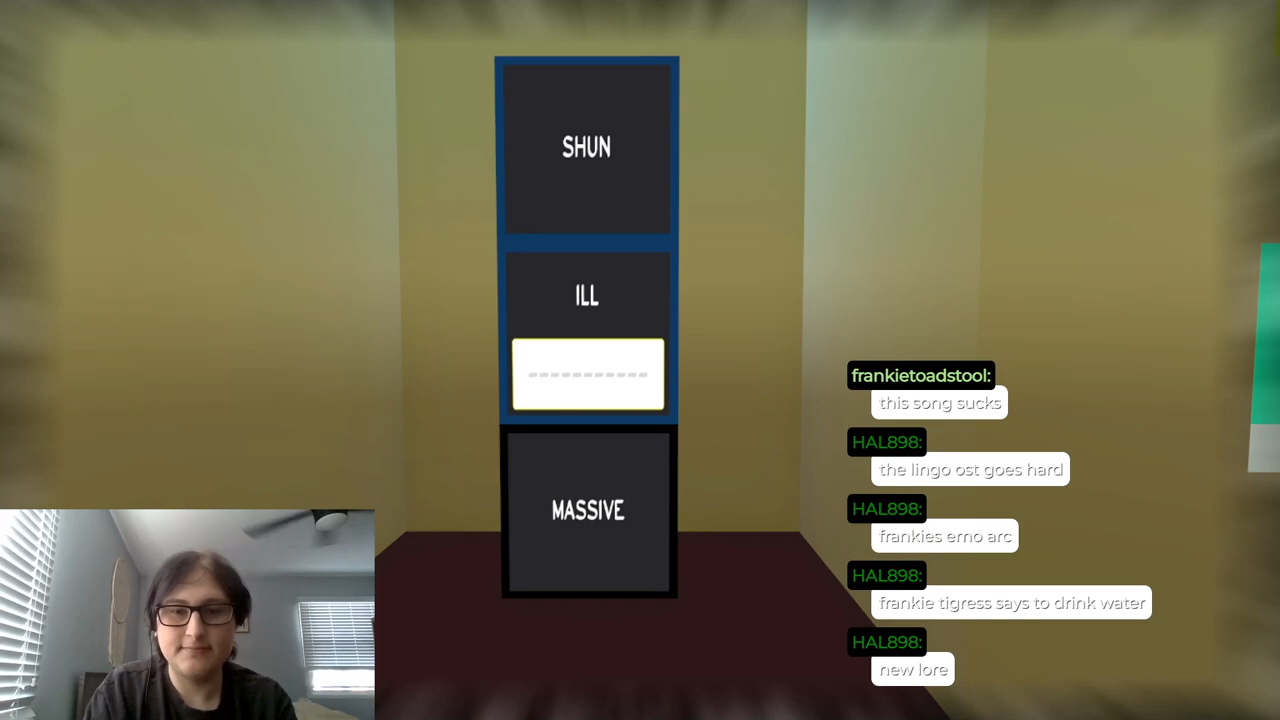 SHUN
ILL
-----------
MASSIVE
frankietoadstool:
this song sucks
HAL898:
the lingo ost goes hard
HAL898:
frankies emo arc
HAL898:
frankie tigress says to drink water
HAL898:
new lore